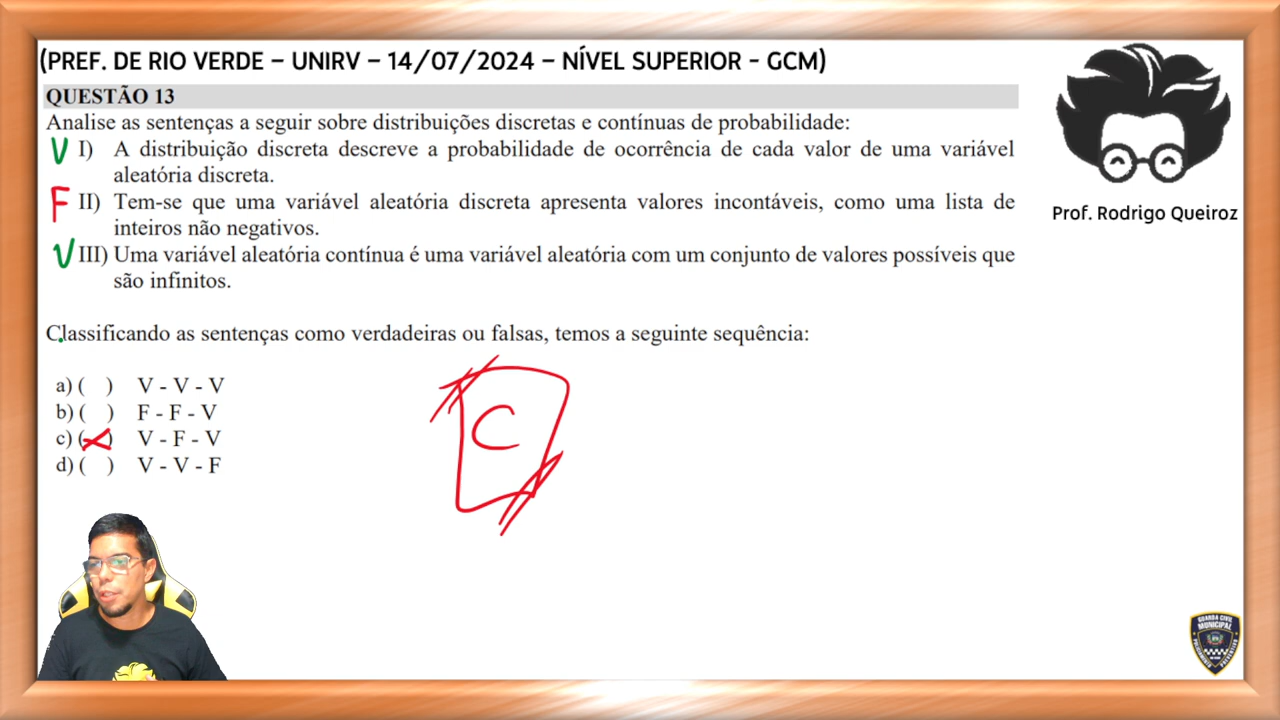 (PREF. DE RIO VERDE – UNIRV – 14/07/2024 – NÍVEL SUPERIOR - GCM)
QUESTÃO 13
Analise as sentenças a seguir sobre distribuições discretas e contínuas de probabilidade:
V I) A distribuição discreta descreve a probabilidade de ocorrência de cada valor de uma variável
aleatória discreta.
F II) Tem-se que uma variável aleatória discreta apresenta valores incontáveis, como uma lista de
inteiros não negativos.
V III) Uma variável aleatória contínua é uma variável aleatória com um conjunto de valores possíveis que
são infinitos.
Prof. Rodrigo Queiroz
Classificando as sentenças como verdadeiras ou falsas, temos a seguinte sequência:
a) ( ) V - V - V
b) ( ) F - F - V
c) (X) V - F - V
d) ( ) V - V - F
C
GUARDA CIVIL
MUNICIPAL